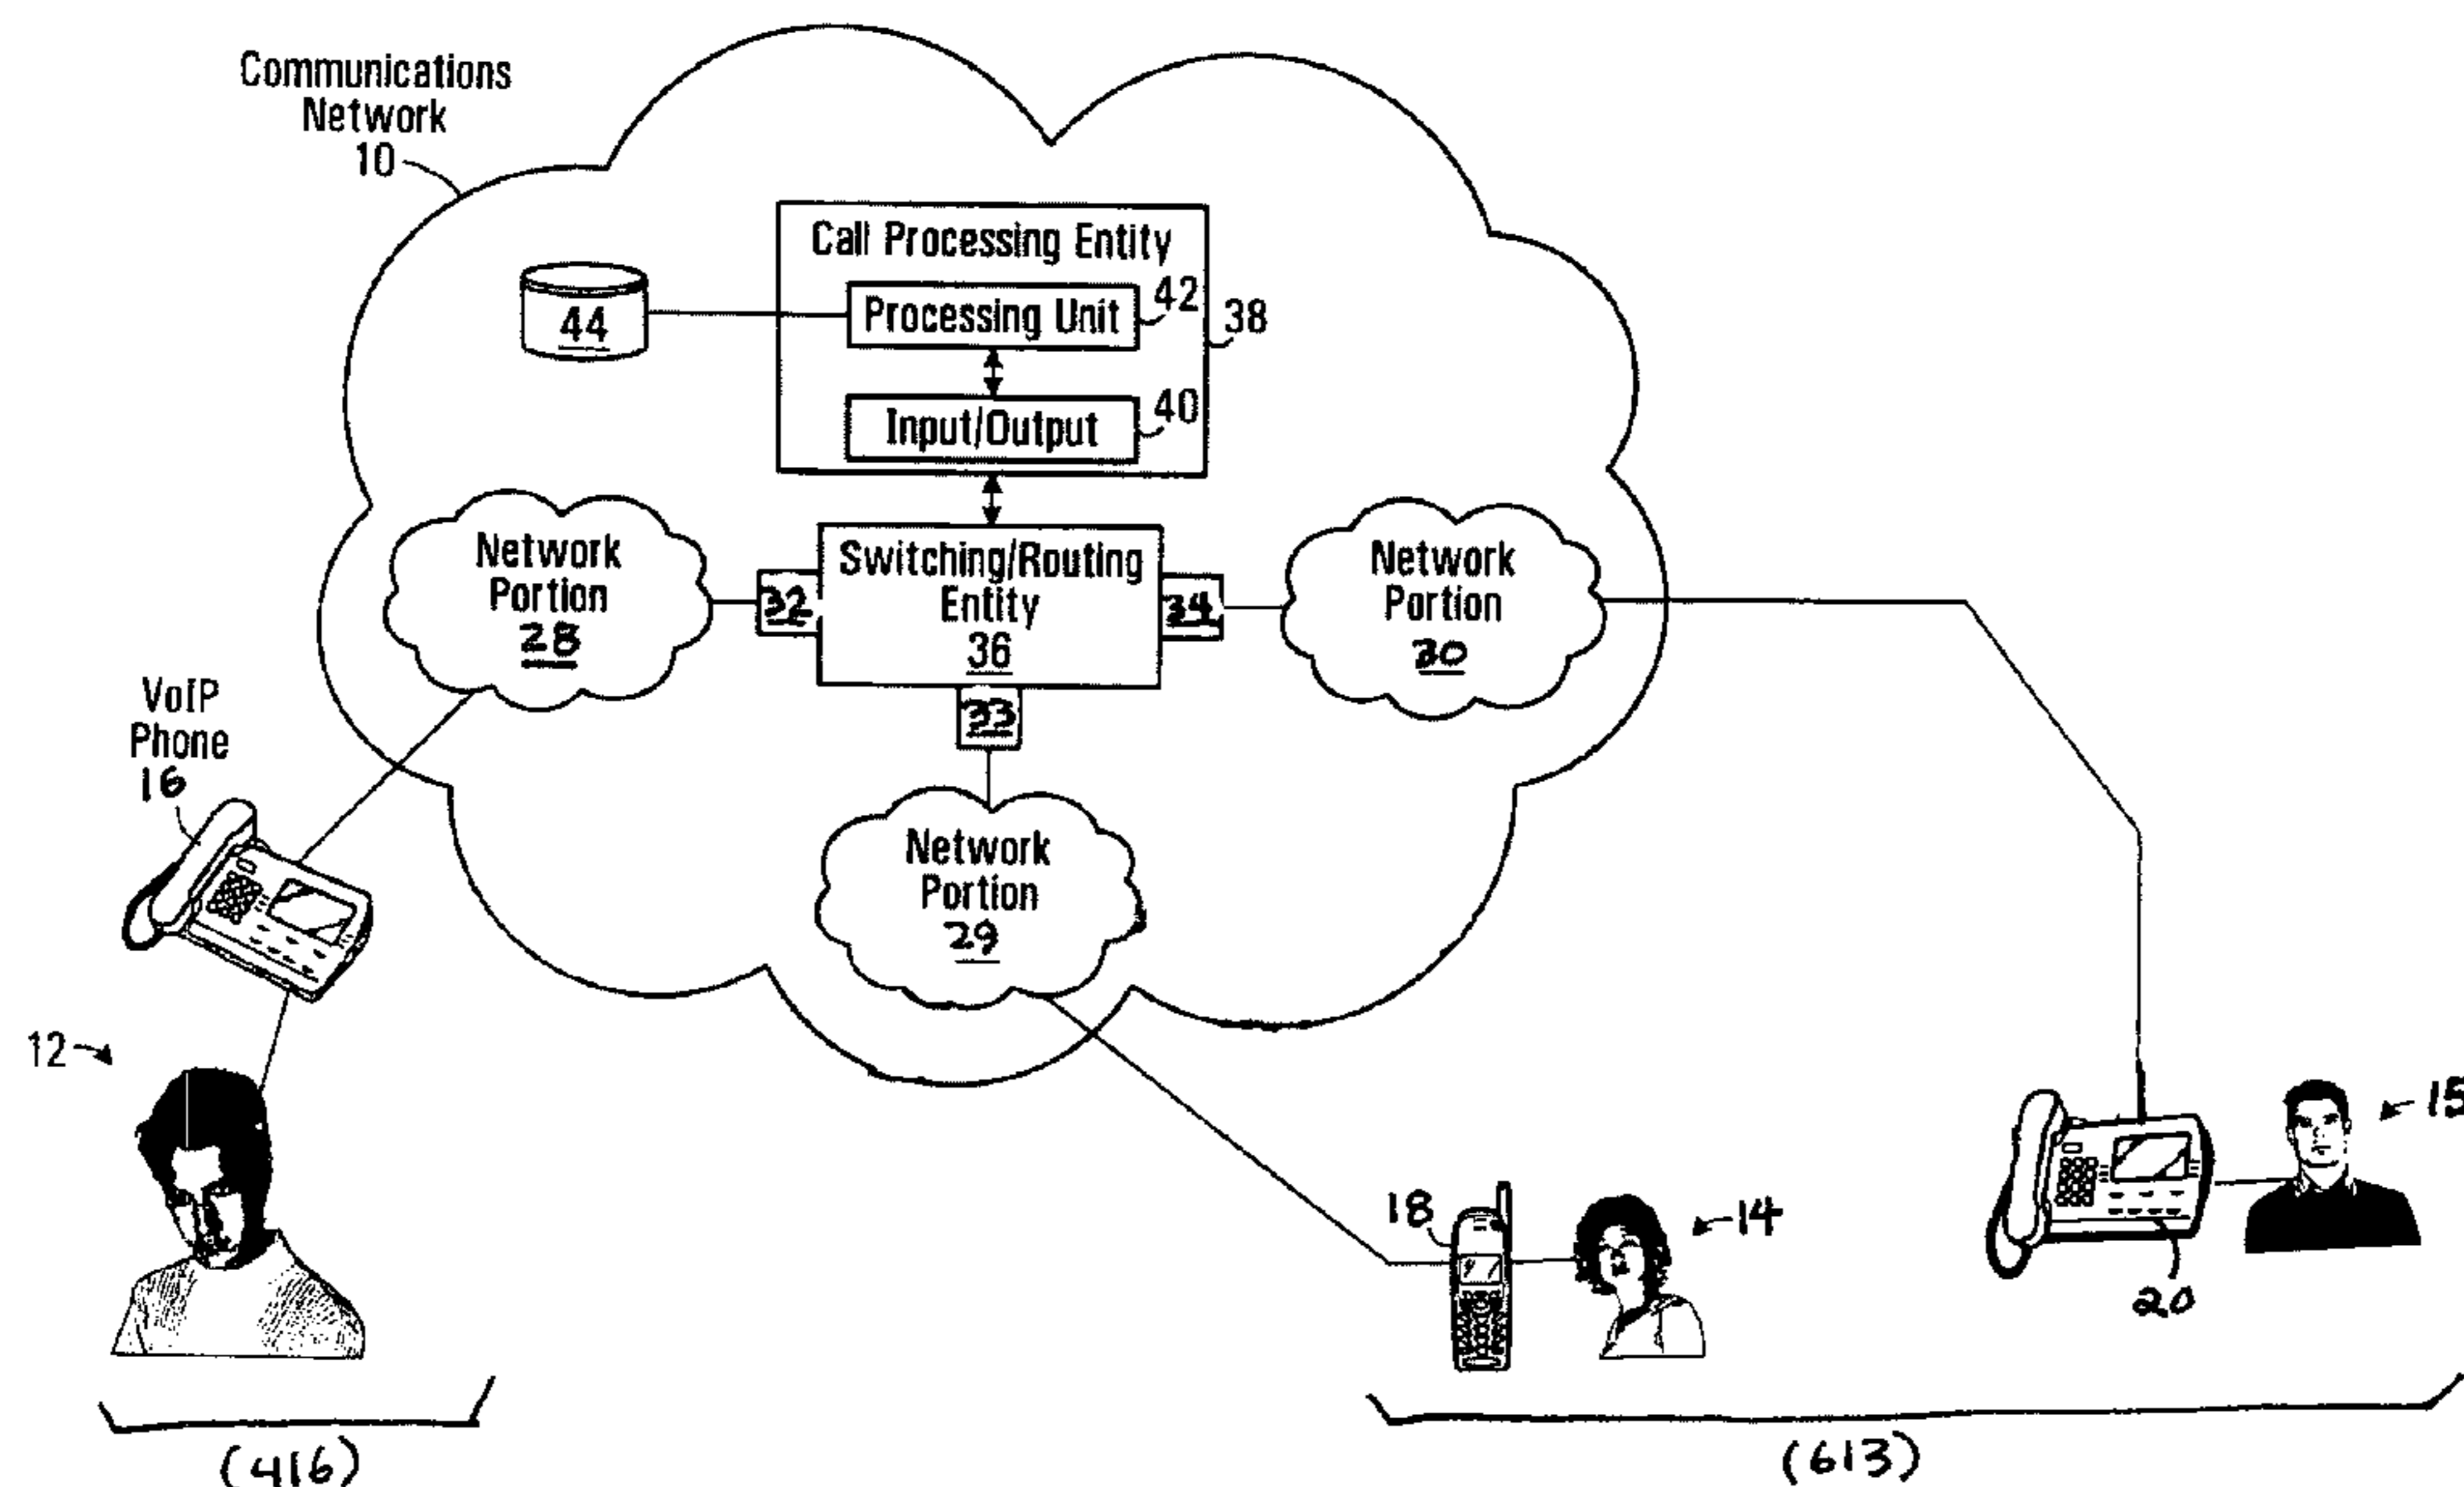 Communications
Network
10
Call Processing Entity
42
Processing Unit
38
44
40
Input/Output
Network
Portion
28
32
Switching/Routing
Entity
36
34
Network
Portion
30
33
VoIP
Phone
16
Network
Portion
29
12
15
18
14
20
(416)
(613)